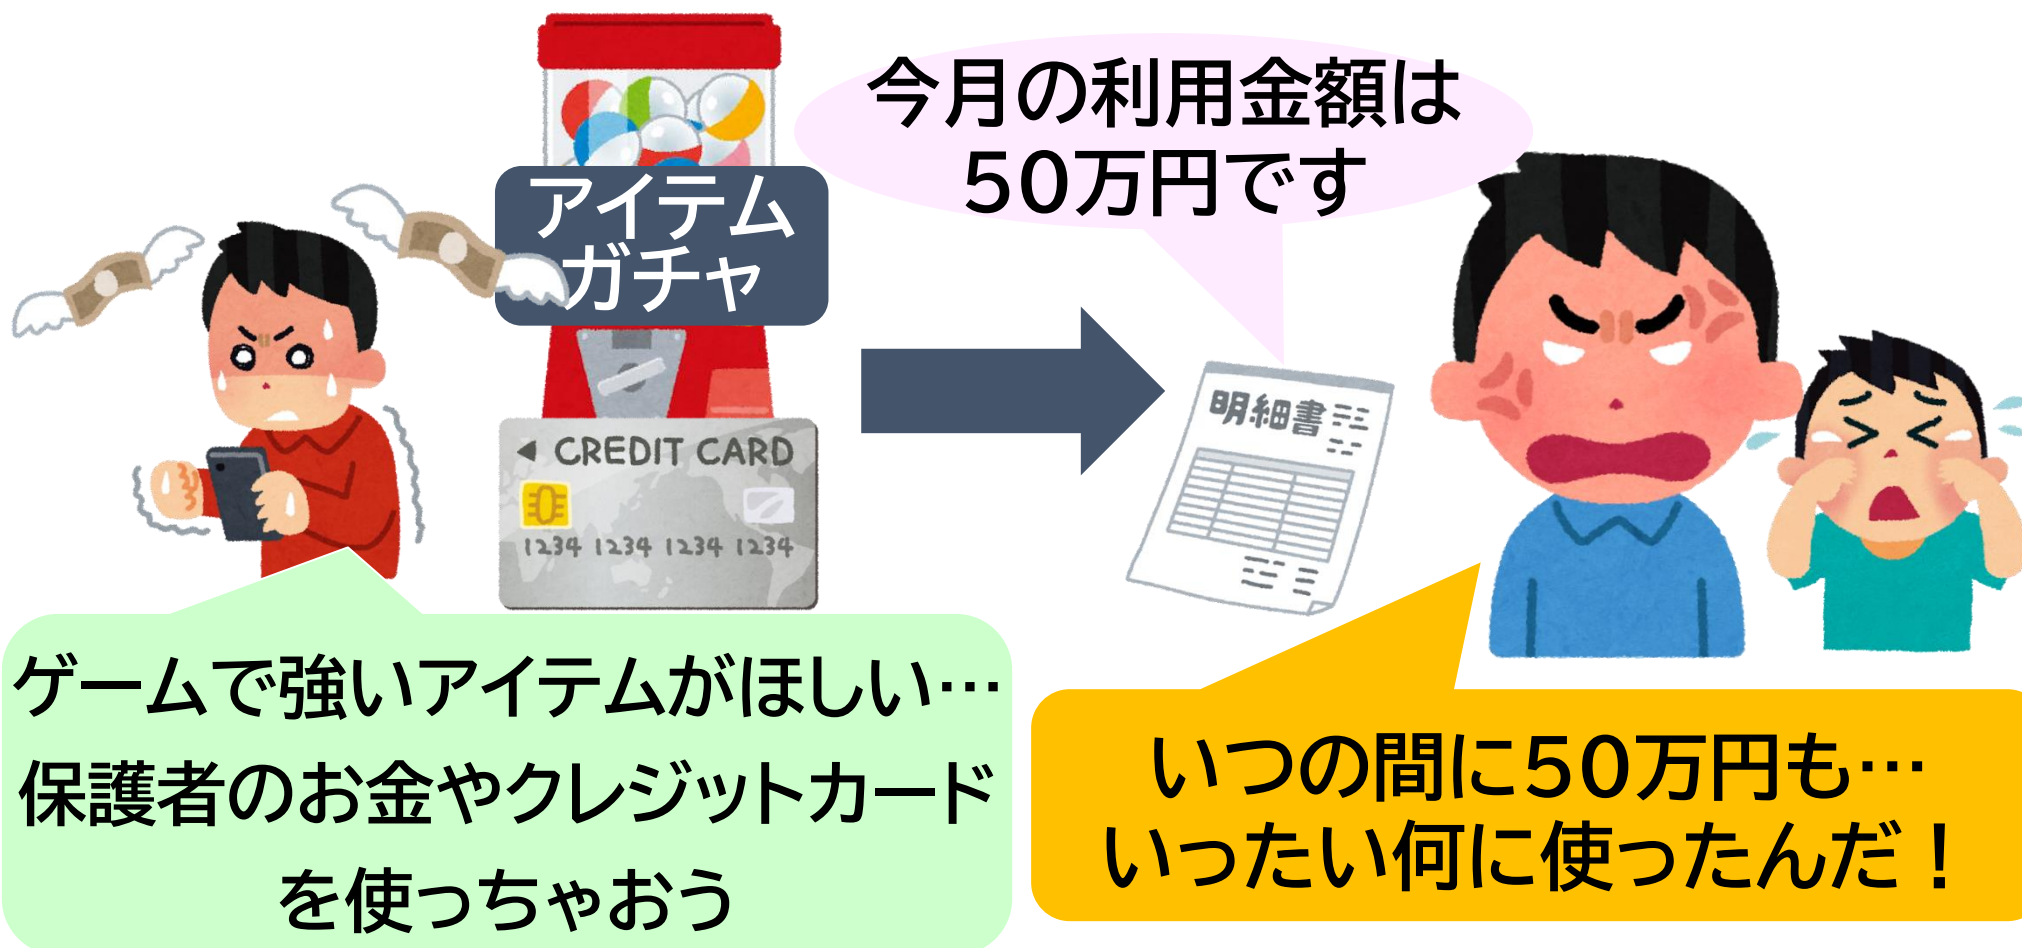 アイテム
ガチャ
CREDIT CARD
1234 1234 1234 1234
ゲームで強いアイテムがほしい…
保護者のお金やクレジットカード
を使っちゃおう
今月の利用金額は
50万円です
明細書
いつの間に50万円も…
いったい何に使ったんだ！